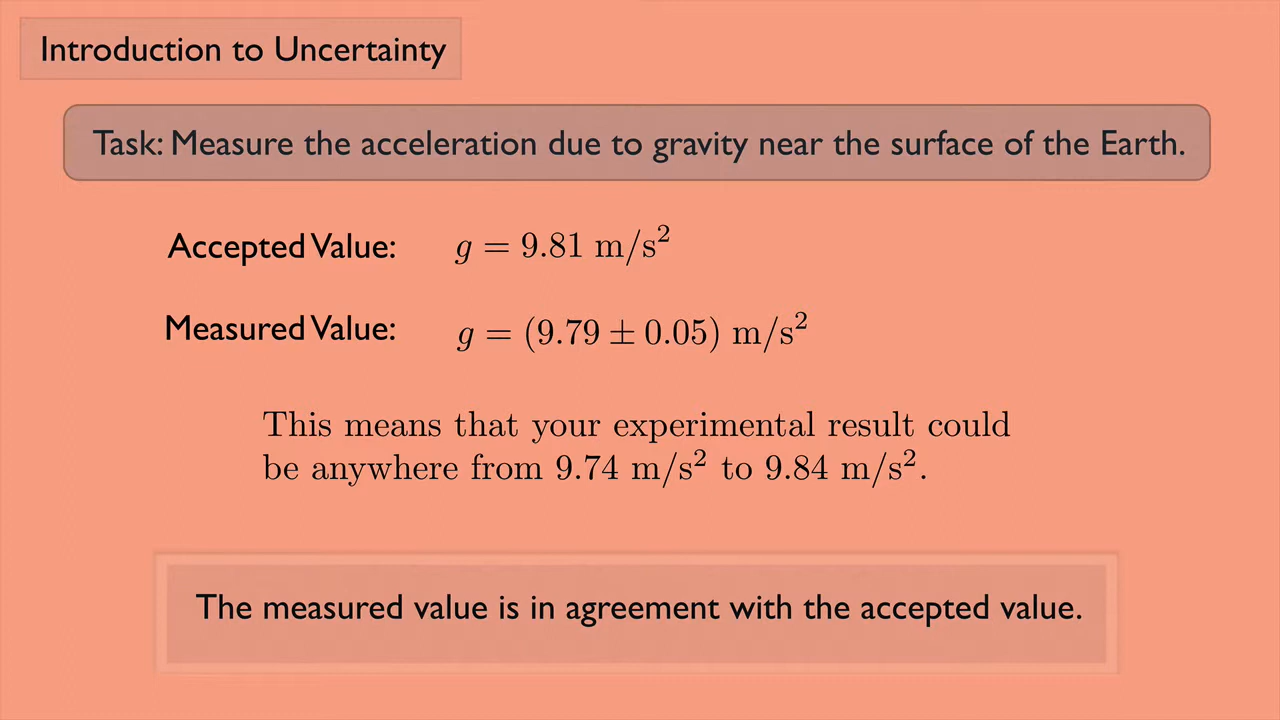 Introduction to Uncertainty
Task: Measure the acceleration due to gravity near the surface of the Earth.
Accepted Value: g = 9.81 m/s²
Measured Value: g = (9.79 ± 0.05) m/s²
This means that your experimental result could
be anywhere from 9.74 m/s² to 9.84 m/s².
The measured value is in agreement with the accepted value.